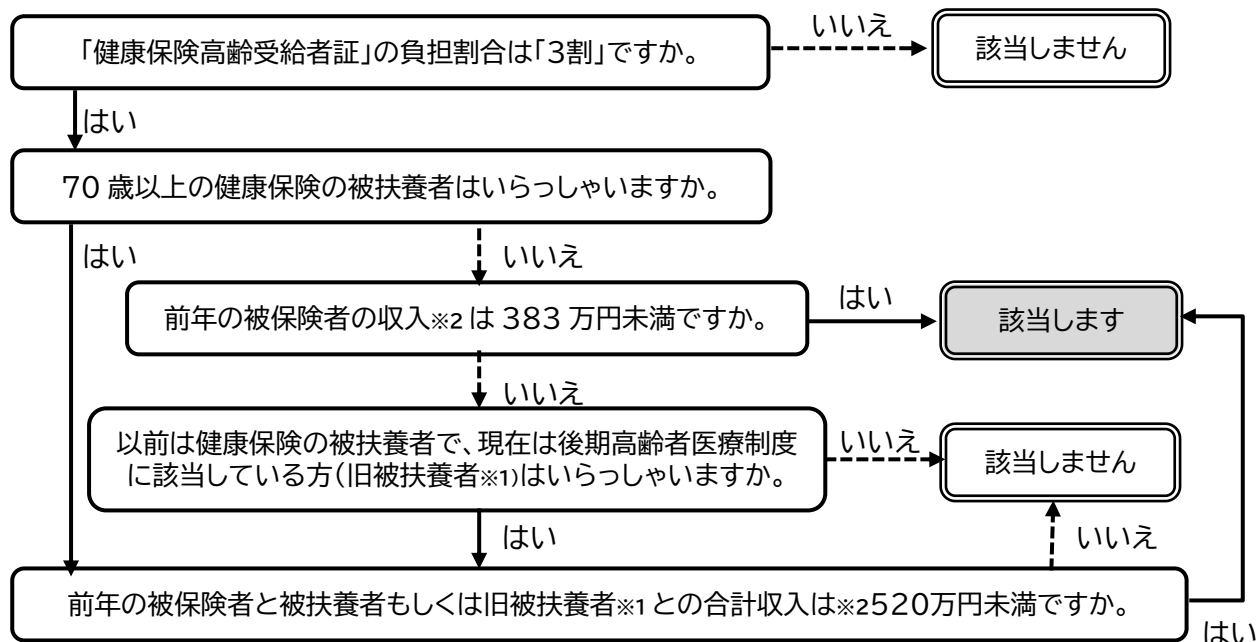 「健康保険高齢受給者証」の負担割合は「3割」ですか。
いいえ
該当しません
はい
70 歳以上の健康保険の被扶養者はいらっしゃいますか。
はい
いいえ
前年の被保険者の収入※2 は 383 万円未満ですか。
はい
該当します
いいえ
以前は健康保険の被扶養者で、現在は後期高齢者医療制度
に該当している方(旧被扶養者※1)はいらっしゃいますか。
いいえ
該当しません
はい
いいえ
前年の被保険者と被扶養者もしくは旧被扶養者※1 との合計収入は※2520万円未満ですか。
はい